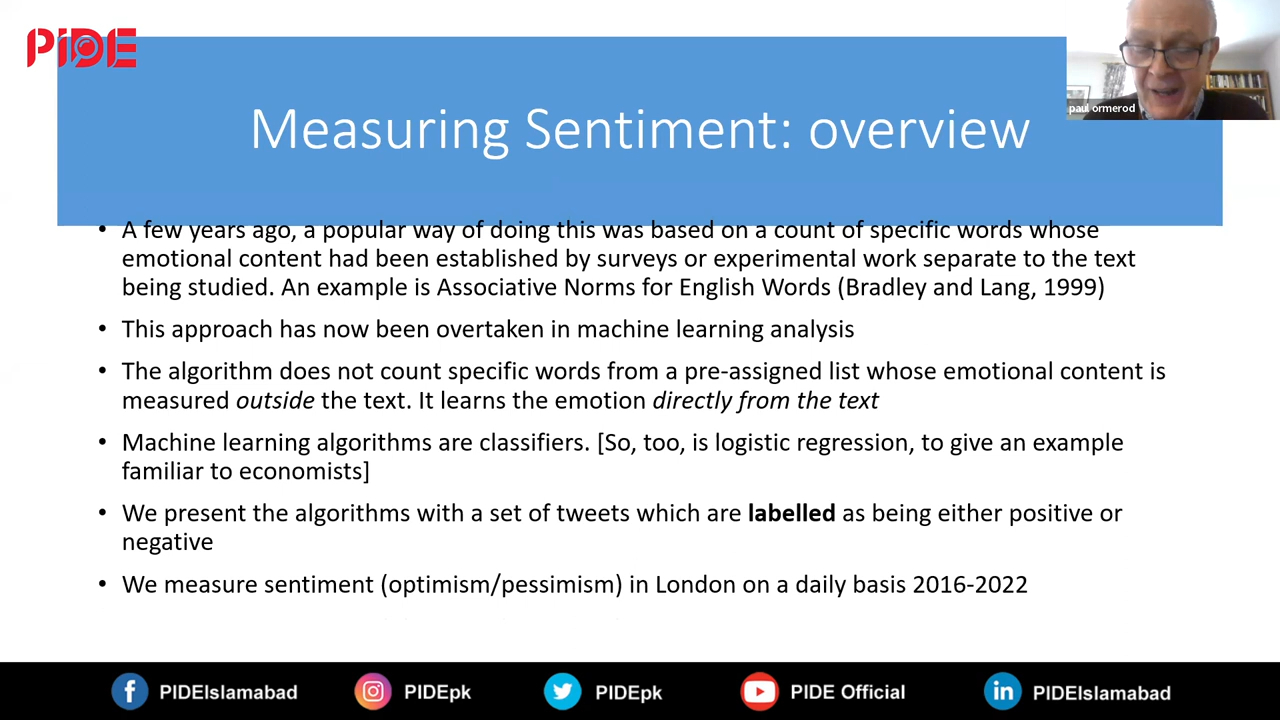 PIDE
paul ormerod
Measuring Sentiment: overview
• A few years ago, a popular way of doing this was based on a count of specific words whose
emotional content had been established by surveys or experimental work separate to the text
being studied. An example is Associative Norms for English Words (Bradley and Lang, 1999)
• This approach has now been overtaken in machine learning analysis
• The algorithm does not count specific words from a pre-assigned list whose emotional content is
measured outside the text. It learns the emotion directly from the text
• Machine learning algorithms are classifiers. [So, too, is logistic regression, to give an example
familiar to economists]
• We present the algorithms with a set of tweets which are labelled as being either positive or
negative
• We measure sentiment (optimism/pessimism) in London on a daily basis 2016-2022
PIDEIslamabad
PIDEpk
PIDEpk
PIDE Official
PIDEIslamabad